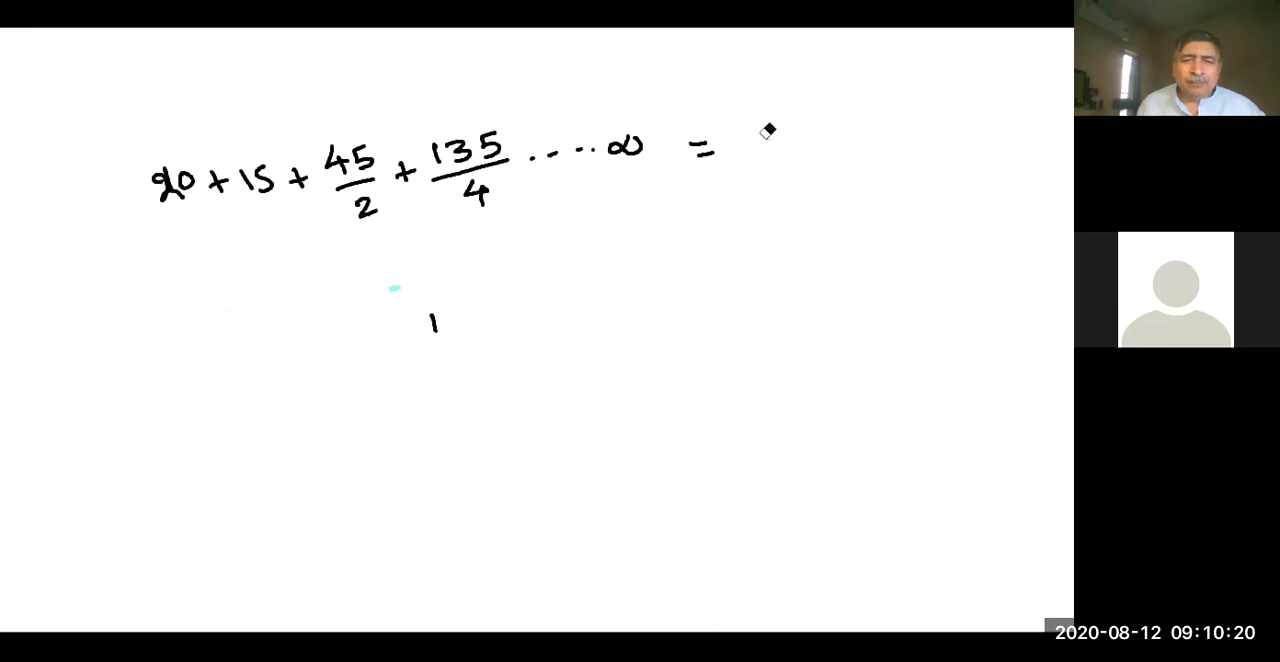 20 + 15 + 45/2 + 135/4 ....∞ =
1
2020-08-12 09:10:20